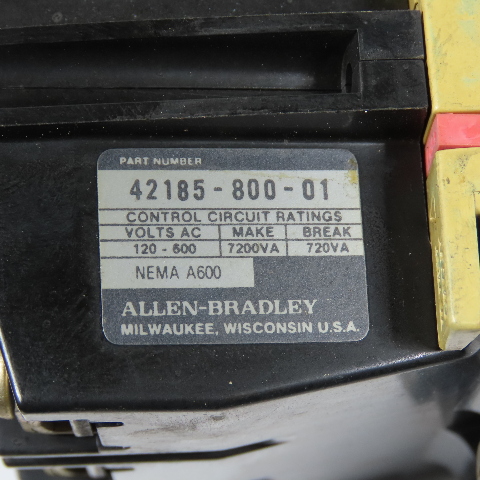 PART NUMBER
42185-800-01
CONTROL CIRCUIT RATINGS
VOLTS AC MAKE BREAK
120 - 600 7200VA 720VA
NEMA A600
ALLEN-BRADLEY
MILWAUKEE, WISCONSIN U.S.A.